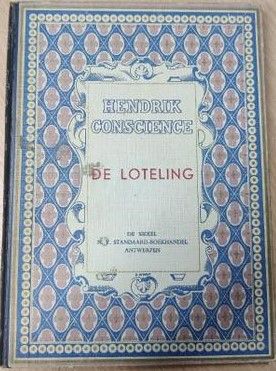 HENDRIK
CONSCIENCE
DE LOTELING
DE SIKKEL
N.V. STANDAARD-BOEKHANDEL
ANTWERPEN